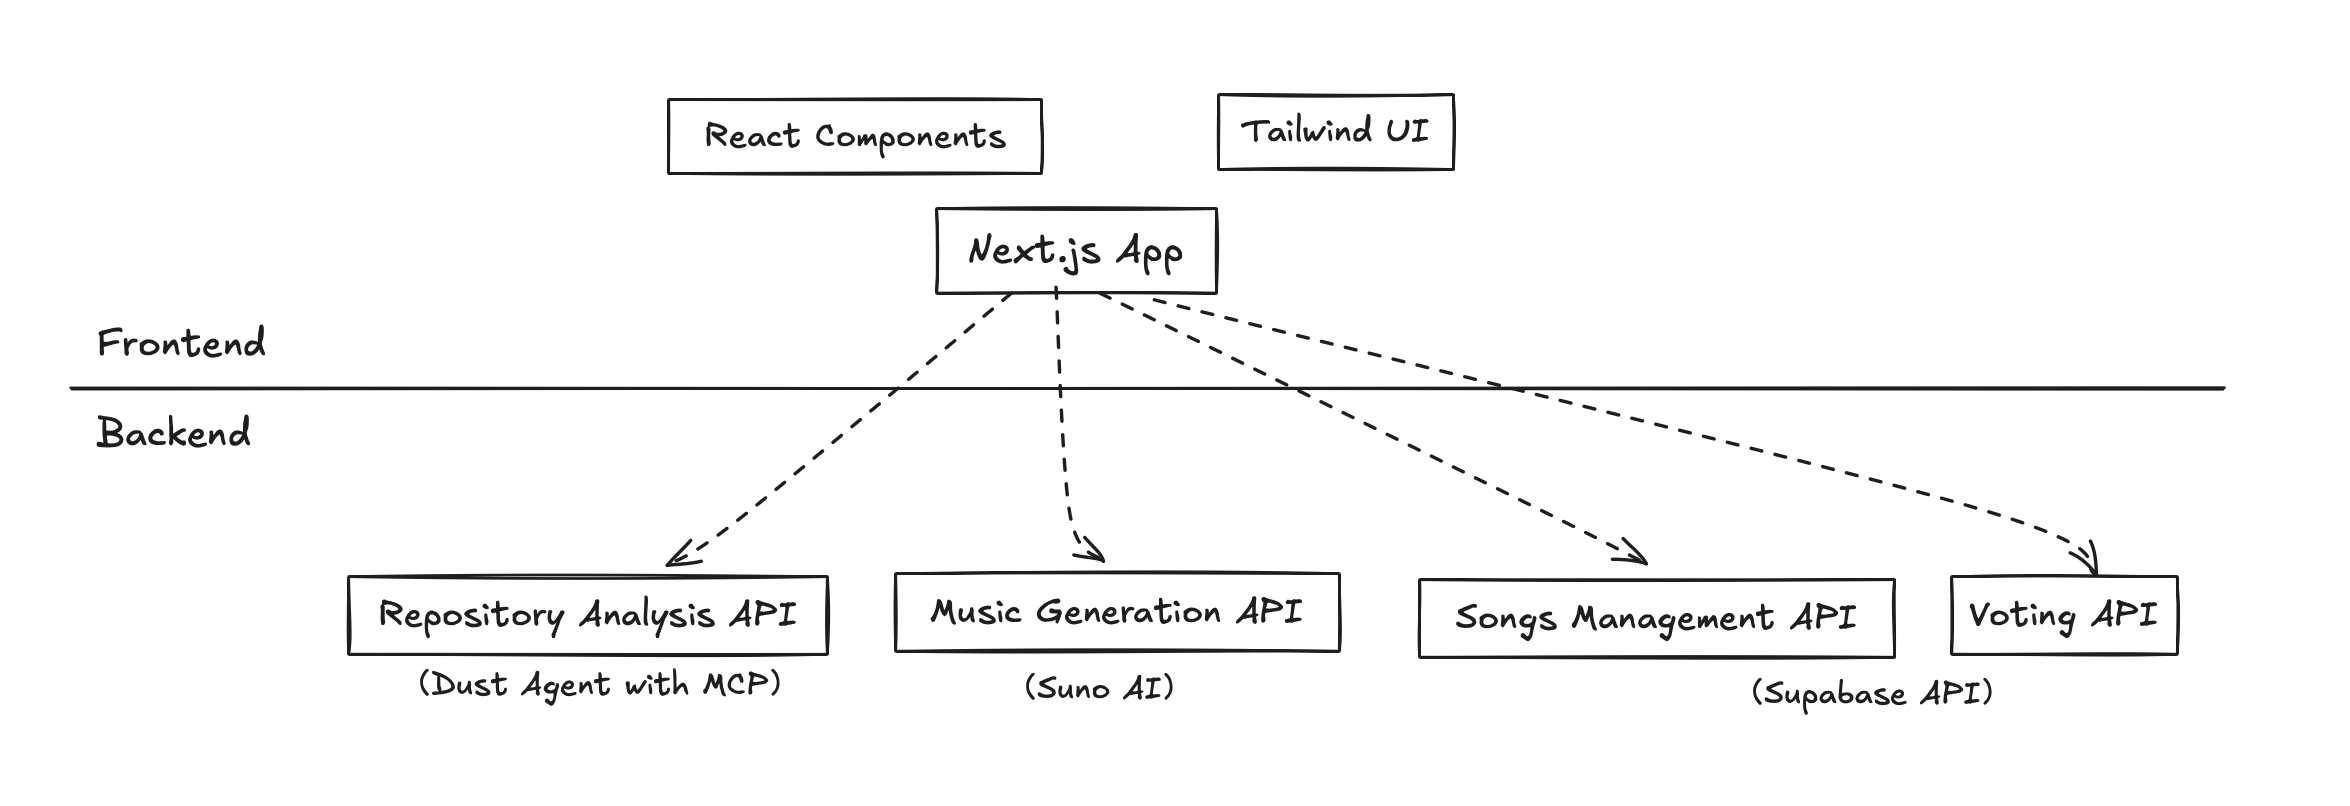 React Components
Tailwind UI
Next.js App
Frontend
Backend
Repository Analysis API
(Dust Agent with MCP)
Music Generation API
(Suno AI)
Songs Management API
Voting API
(Supabase API)